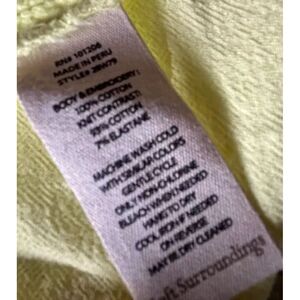 RN# 101206
MADE IN PERU
STYLE# 28N79
BODY & EMBROIDERY:
100% COTTON
KNIT CONTRAST:
93% COTTON
7% ELASTANE
MACHINE WASH COLD
WITH SIMILAR COLORS
GENTLE CYCLE
ONLY NON-CHLORINE
BLEACH WHEN NEEDED
HANG TO DRY
COOL IRON IF NEEDED
ON REVERSE
MAY BE DRY CLEANED
ft Surroundings